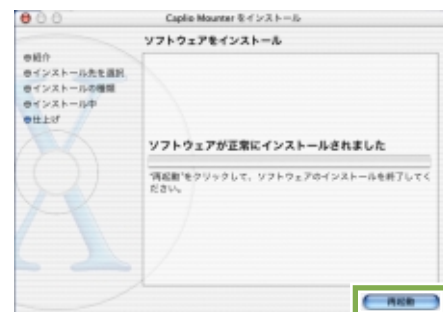 Caplio Mounter をインストール
ソフトウェアをインストール
紹介
インストール先を選択
インストールの種類
インストール中
仕上げ
ソフトウェアが正常にインストールされました
"再起動"をクリックして、ソフトウェアのインストールを終了してく
ださい。
再起動